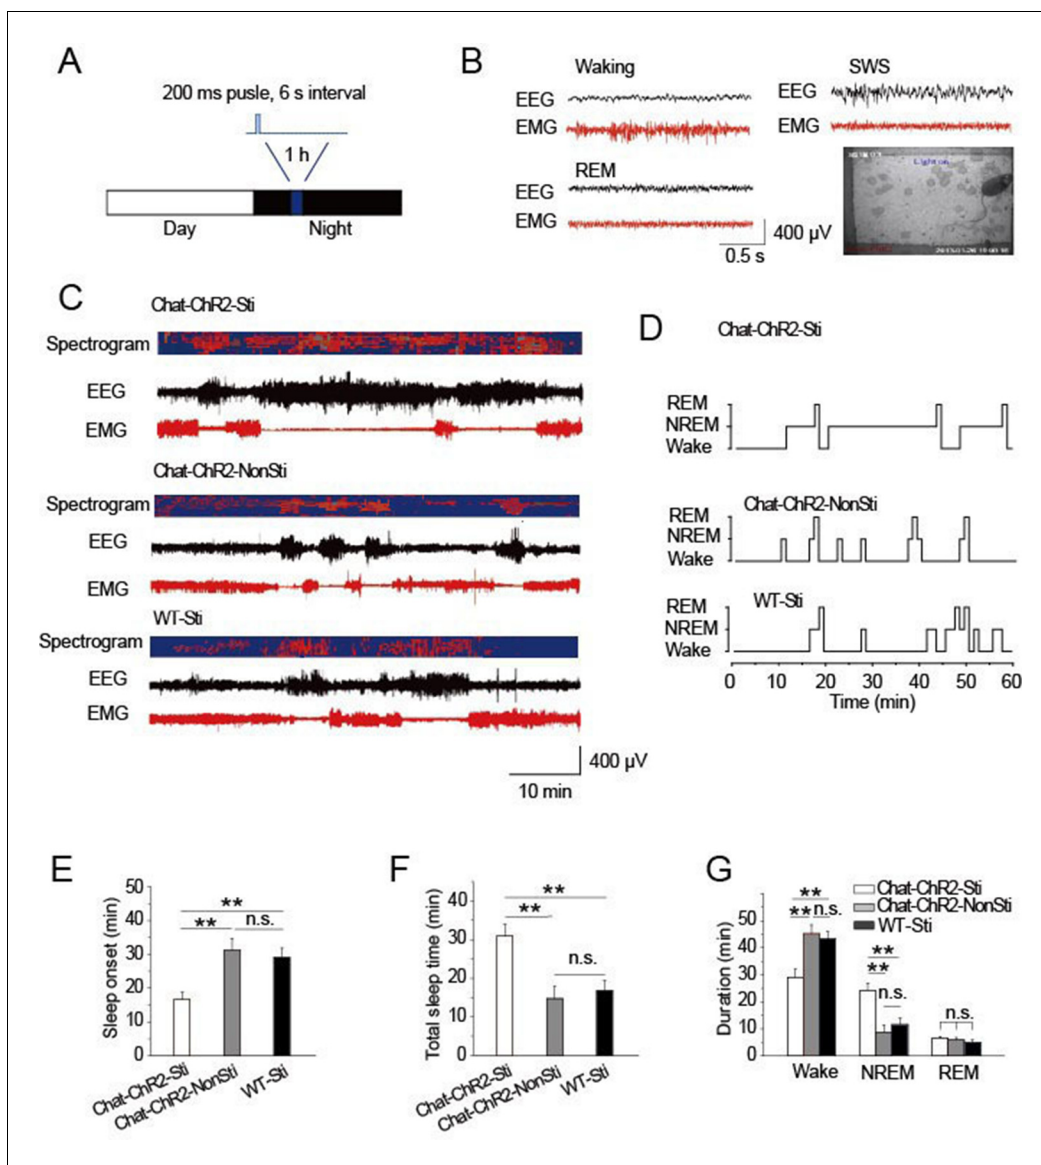 A
200 ms pusle, 6 s interval
1 h
Day
Night
B
Waking
EEG
EMG
REM
EEG
EMG
400 µV
0.5 s
SWS
EEG
EMG
Light on
C
Chat-ChR2-Sti
Spectrogram
EEG
EMG
Chat-ChR2-NonSti
Spectrogram
EEG
EMG
WT-Sti
Spectrogram
EEG
EMG
400 µV
10 min
D
Chat-ChR2-Sti
REM
NREM
Wake
Chat-ChR2-NonSti
REM
NREM
Wake
WT-Sti
REM
NREM
Wake
0 10 20 30 40 50 60
Time (min)
E
Sleep onset (min)
50
40
30
20
10
0
**
** n.s.
Chat-ChR2-Sti
Chat-ChR2-NonSti
WT-Sti
F
Total sleep time (min)
40
30
20
10
0
**
**
n.s.
Chat-ChR2-Sti
Chat-ChR2-NonSti
WT-Sti
G
Duration (min)
60
50
40
30
20
10
0
Chat-ChR2-Sti
Chat-ChR2-NonSti
WT-Sti
**
** n.s.
**
**
n.s.
n.s.
Wake NREM REM